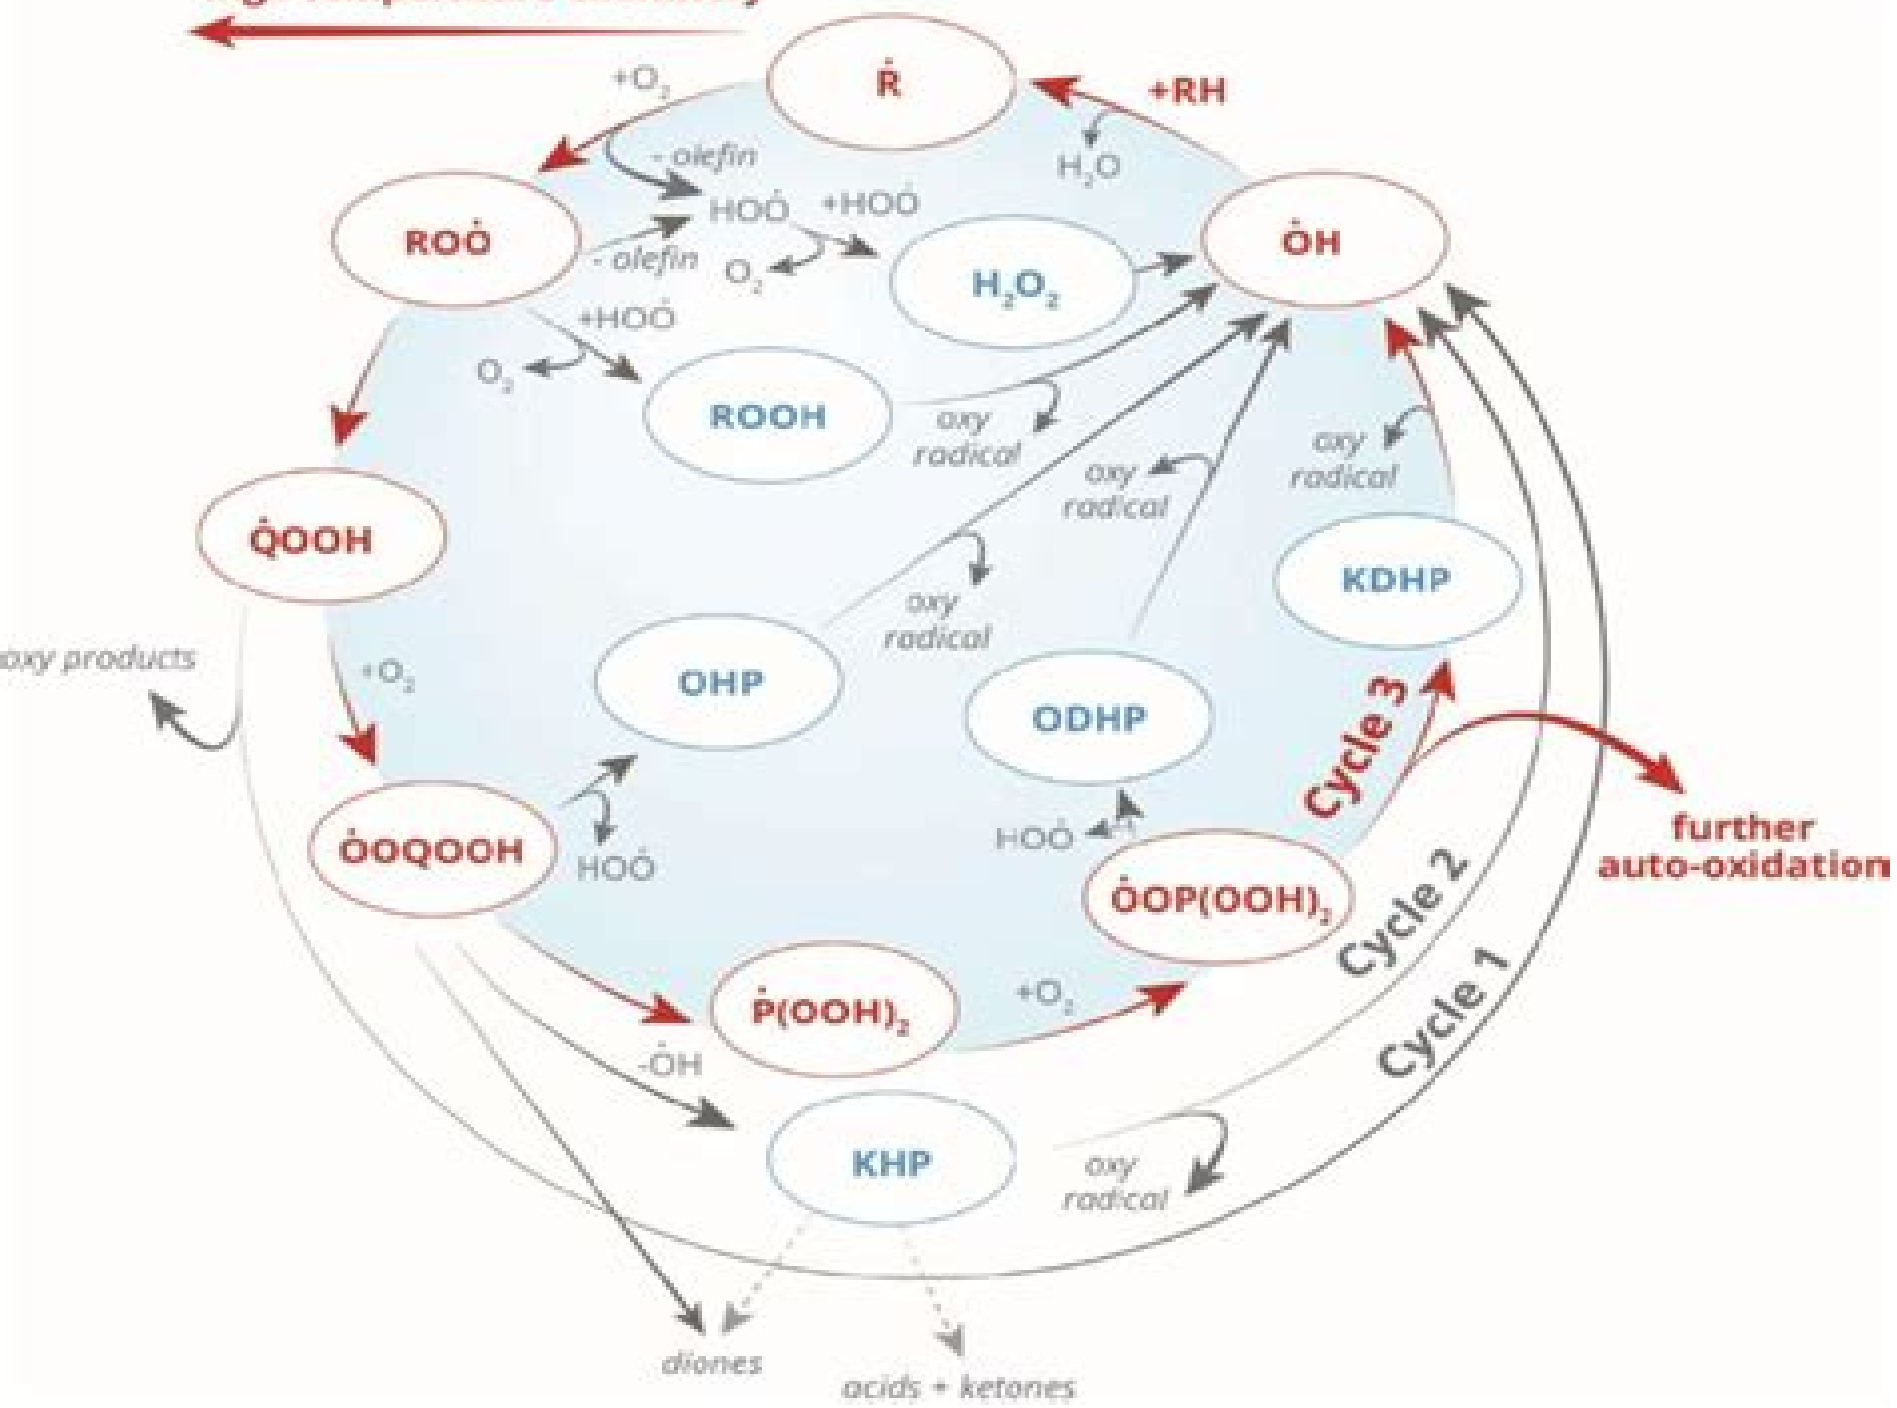 +O₂
Ṙ
+RH
H₂O
- olefin
HOȮ
+HOȮ
ROȮ
- olefin
O₂
H₂O₂
ȮH
+HOȮ
O₂
ROOH
oxy
radical
oxy
radical
oxy
radical
Q̇OOH
KDHP
oxy
radical
oxy products
+O₂
OHP
ODHP
Cycle 3
ȮOQOOH
HOȮ
HOȮ
ȮOP(OOH)₂
further
auto-oxidation
Cycle 2
Cycle 1
Ṗ(OOH)₂
+O₂
-ȮH
KHP
oxy
radical
diones
acids + ketones